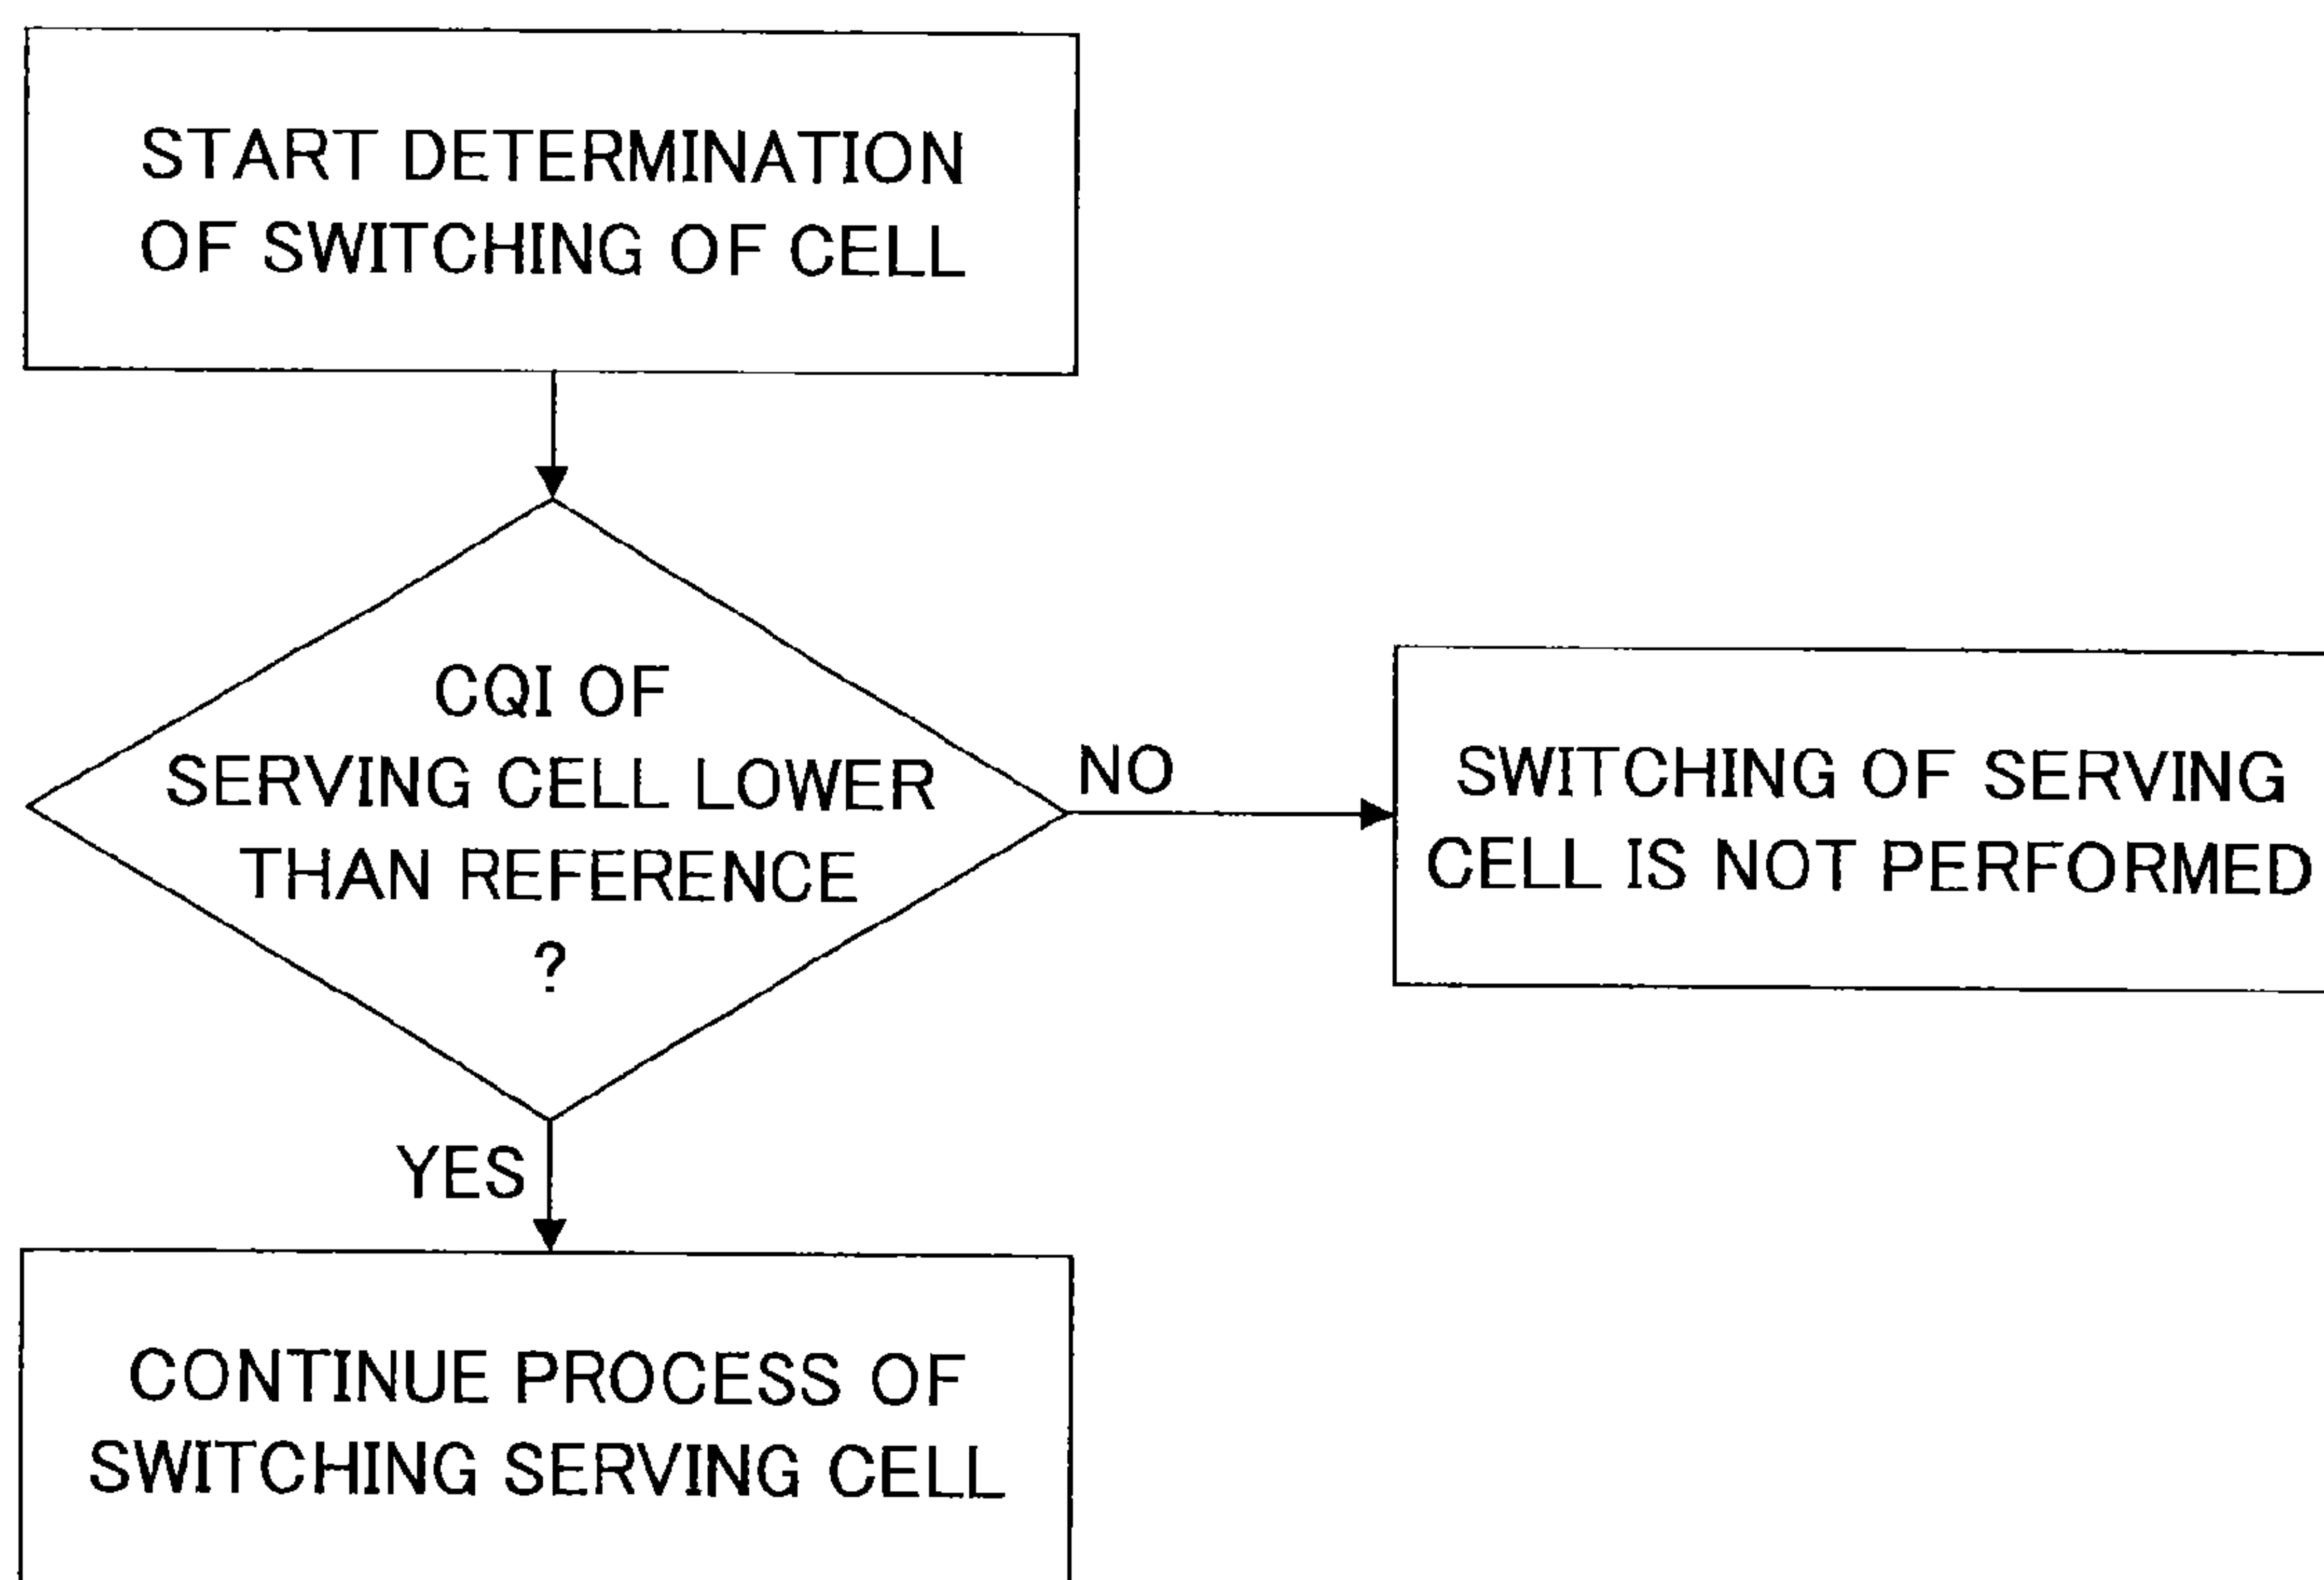 START DETERMINATION
OF SWITCHING OF CELL
CQI OF
SERVING CELL LOWER
THAN REFERENCE
?
NO
SWITCHING OF SERVING
CELL IS NOT PERFORMED
YES
CONTINUE PROCESS OF
SWITCHING SERVING CELL